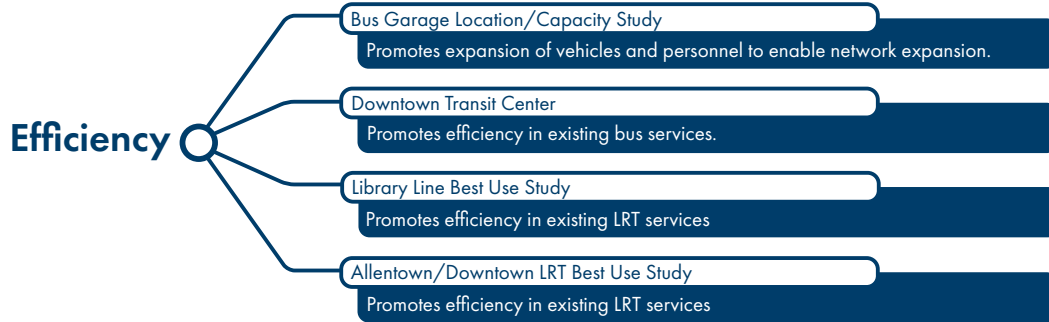 Bus Garage Location/Capacity Study
Promotes expansion of vehicles and personnel to enable network expansion.
Downtown Transit Center
Promotes efficiency in existing bus services.
Efficiency
Library Line Best Use Study
Promotes efficiency in existing LRT services
Allentown/Downtown LRT Best Use Study
Promotes efficiency in existing LRT services